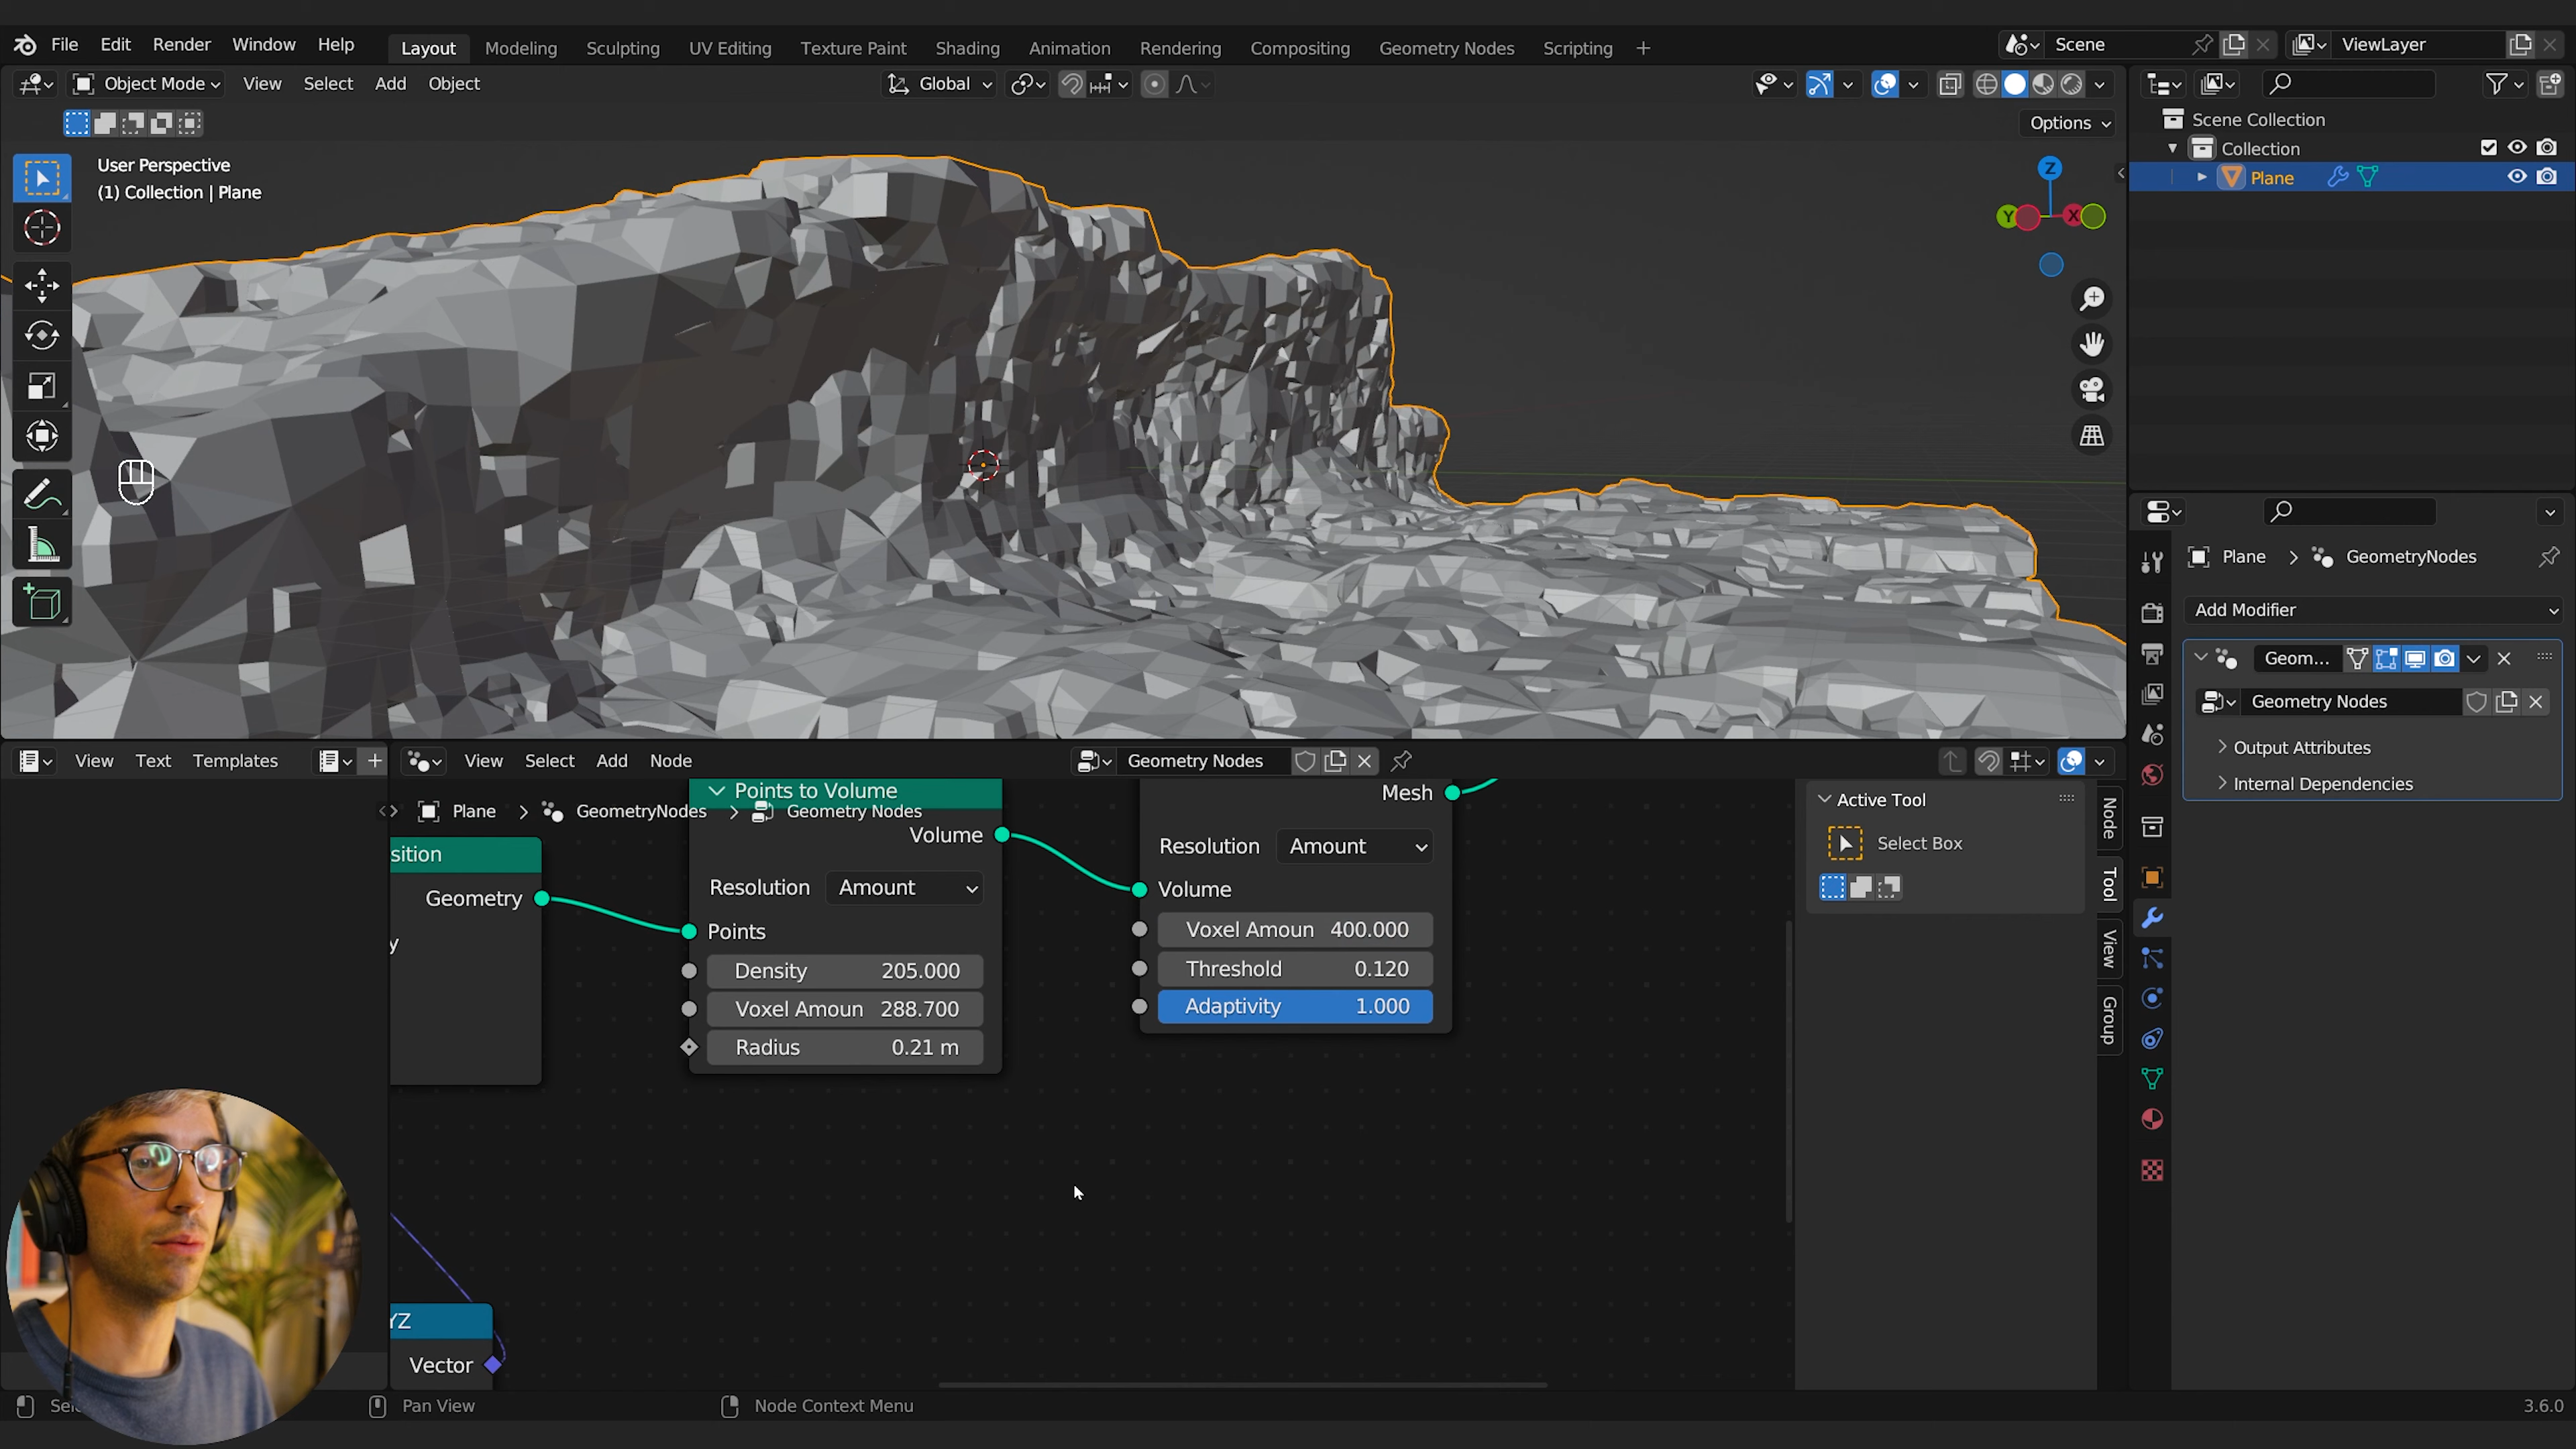 File Edit Render Window Help Layout Modeling Sculpting UV Editing Texture Paint Shading Animation Rendering Compositing Geometry Nodes Scripting + Scene ViewLayer
Object Mode View Select Add Object Global
Options
User Perspective
(1) Collection | Plane
Z
Y X
Scene Collection
Collection
Plane
Plane > GeometryNodes
Add Modifier
Geom...
Geometry Nodes
Output Attributes
Internal Dependencies
View Text Templates + View Select Add Node Geometry Nodes
Points to Volume
Plane > GeometryNodes > Geometry Nodes
Volume
Resolution Amount
Points
Density 205.000
Voxel Amoun 288.700
Radius 0.21 m
sition
Geometry
y
Mesh
Resolution Amount
Volume
Voxel Amoun 400.000
Threshold 0.120
Adaptivity 1.000
YZ
Vector
Active Tool
Select Box
Node
Tool
View
Group
Sele Pan View Node Context Menu 3.6.0